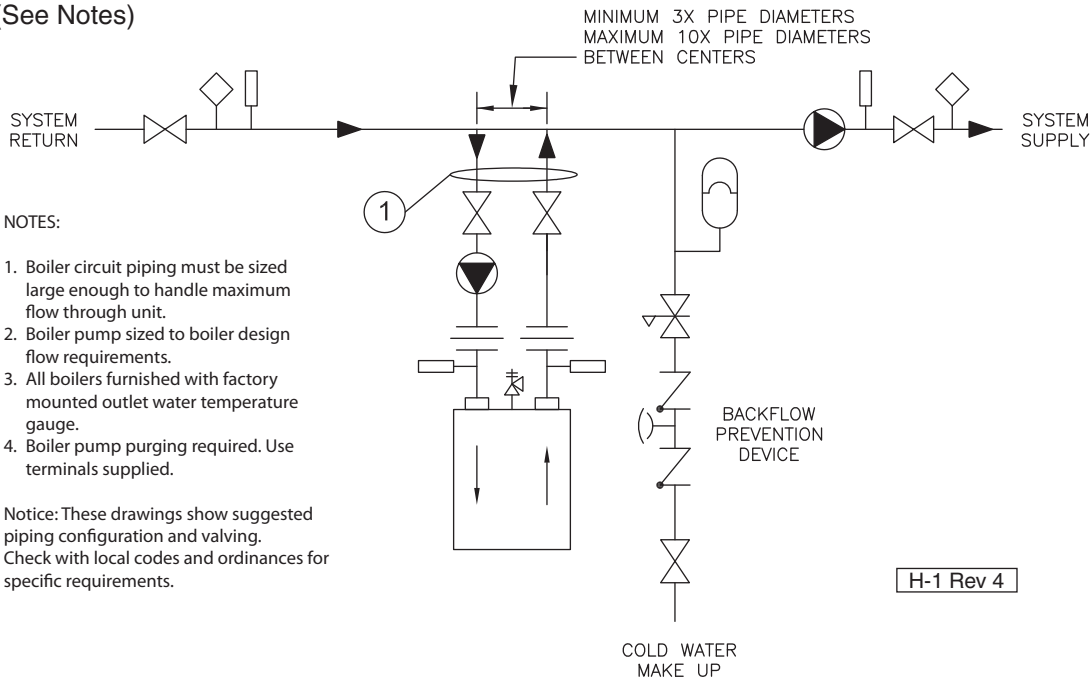 (See Notes)
MINIMUM 3X PIPE DIAMETERS
MAXIMUM 10X PIPE DIAMETERS
BETWEEN CENTERS
SYSTEM
RETURN
SYSTEM
SUPPLY
1
NOTES:
1. Boiler circuit piping must be sized
large enough to handle maximum
flow through unit.
2. Boiler pump sized to boiler design
flow requirements.
3. All boilers furnished with factory
mounted outlet water temperature
gauge.
4. Boiler pump purging required. Use
terminals supplied.
Notice: These drawings show suggested
piping configuration and valving.
Check with local codes and ordinances for
specific requirements.
BACKFLOW
PREVENTION
DEVICE
H-1 Rev 4
COLD WATER
MAKE UP